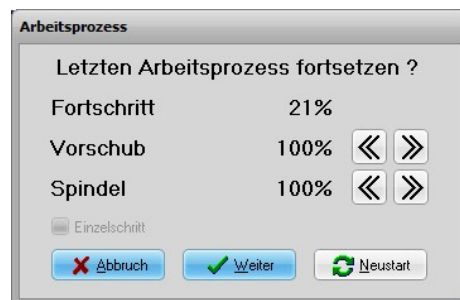 Arbeitsprozess
Letzten Arbeitsprozess fortsetzen ?
Fortschritt 21%
Vorschub 100%
Spindel 100%
Einzelschritt
Abbruch Weiter Neustart